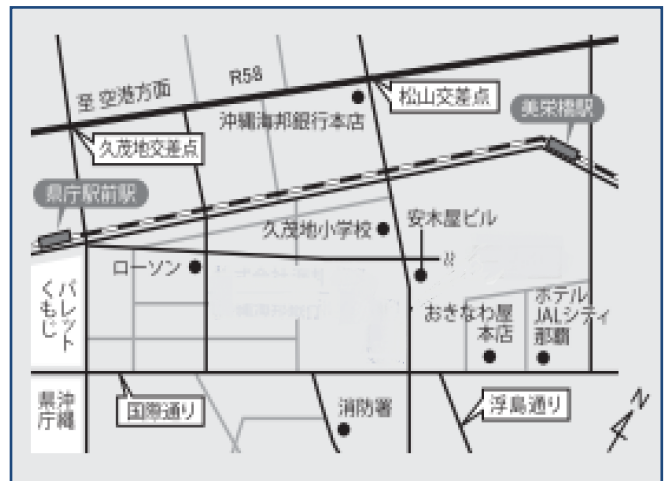 至 空港方面
R58
松山交差点
沖縄海邦銀行本店
美栄橋駅
久茂地交差点
県庁駅前駅
久茂地小学校
安木屋ビル
ローソン
パレット
くもじ
おきなわ屋
本店
ホテル
JALシティ
那覇
沖縄
県庁
国際通り
消防署
浮島通り
N